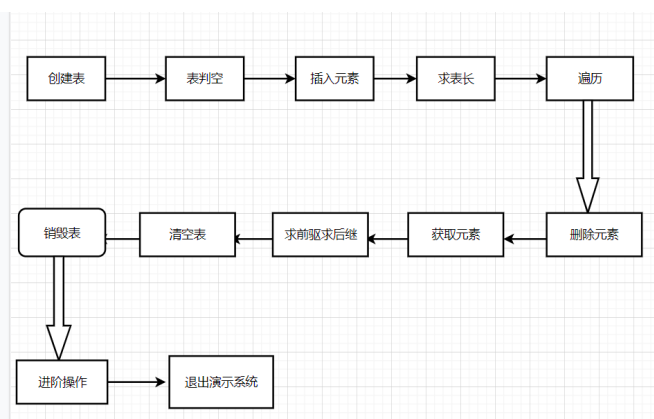 创建表
表判空
插入元素
求表长
遍历
销毁表
清空表
求前驱求后继
获取元素
删除元素
进阶操作
退出演示系统